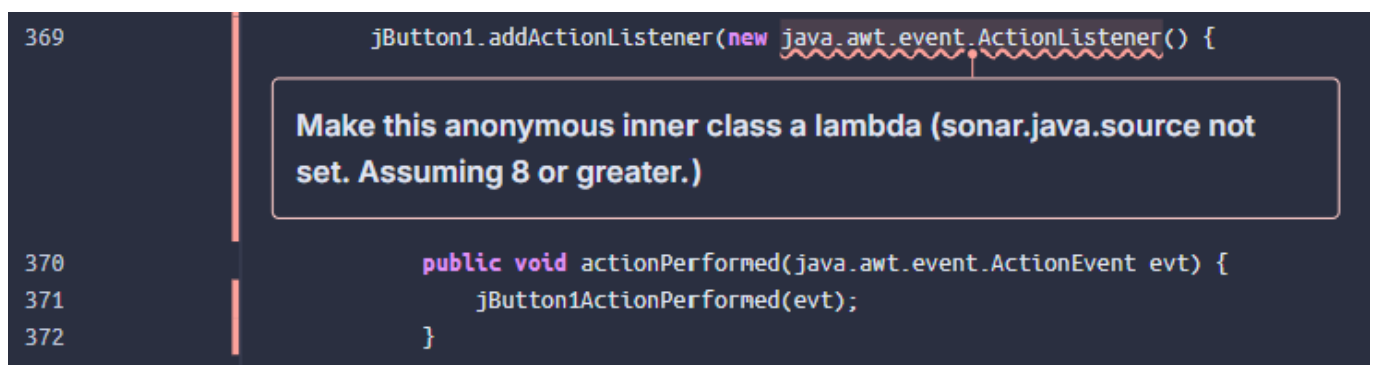 369 jButton1.addActionListener(new java.awt.event.ActionListener() {
Make this anonymous inner class a lambda (sonar.java.source not
set. Assuming 8 or greater.)
370 public void actionPerformed(java.awt.event.ActionEvent evt) {
371 jButton1ActionPerformed(evt);
372 }